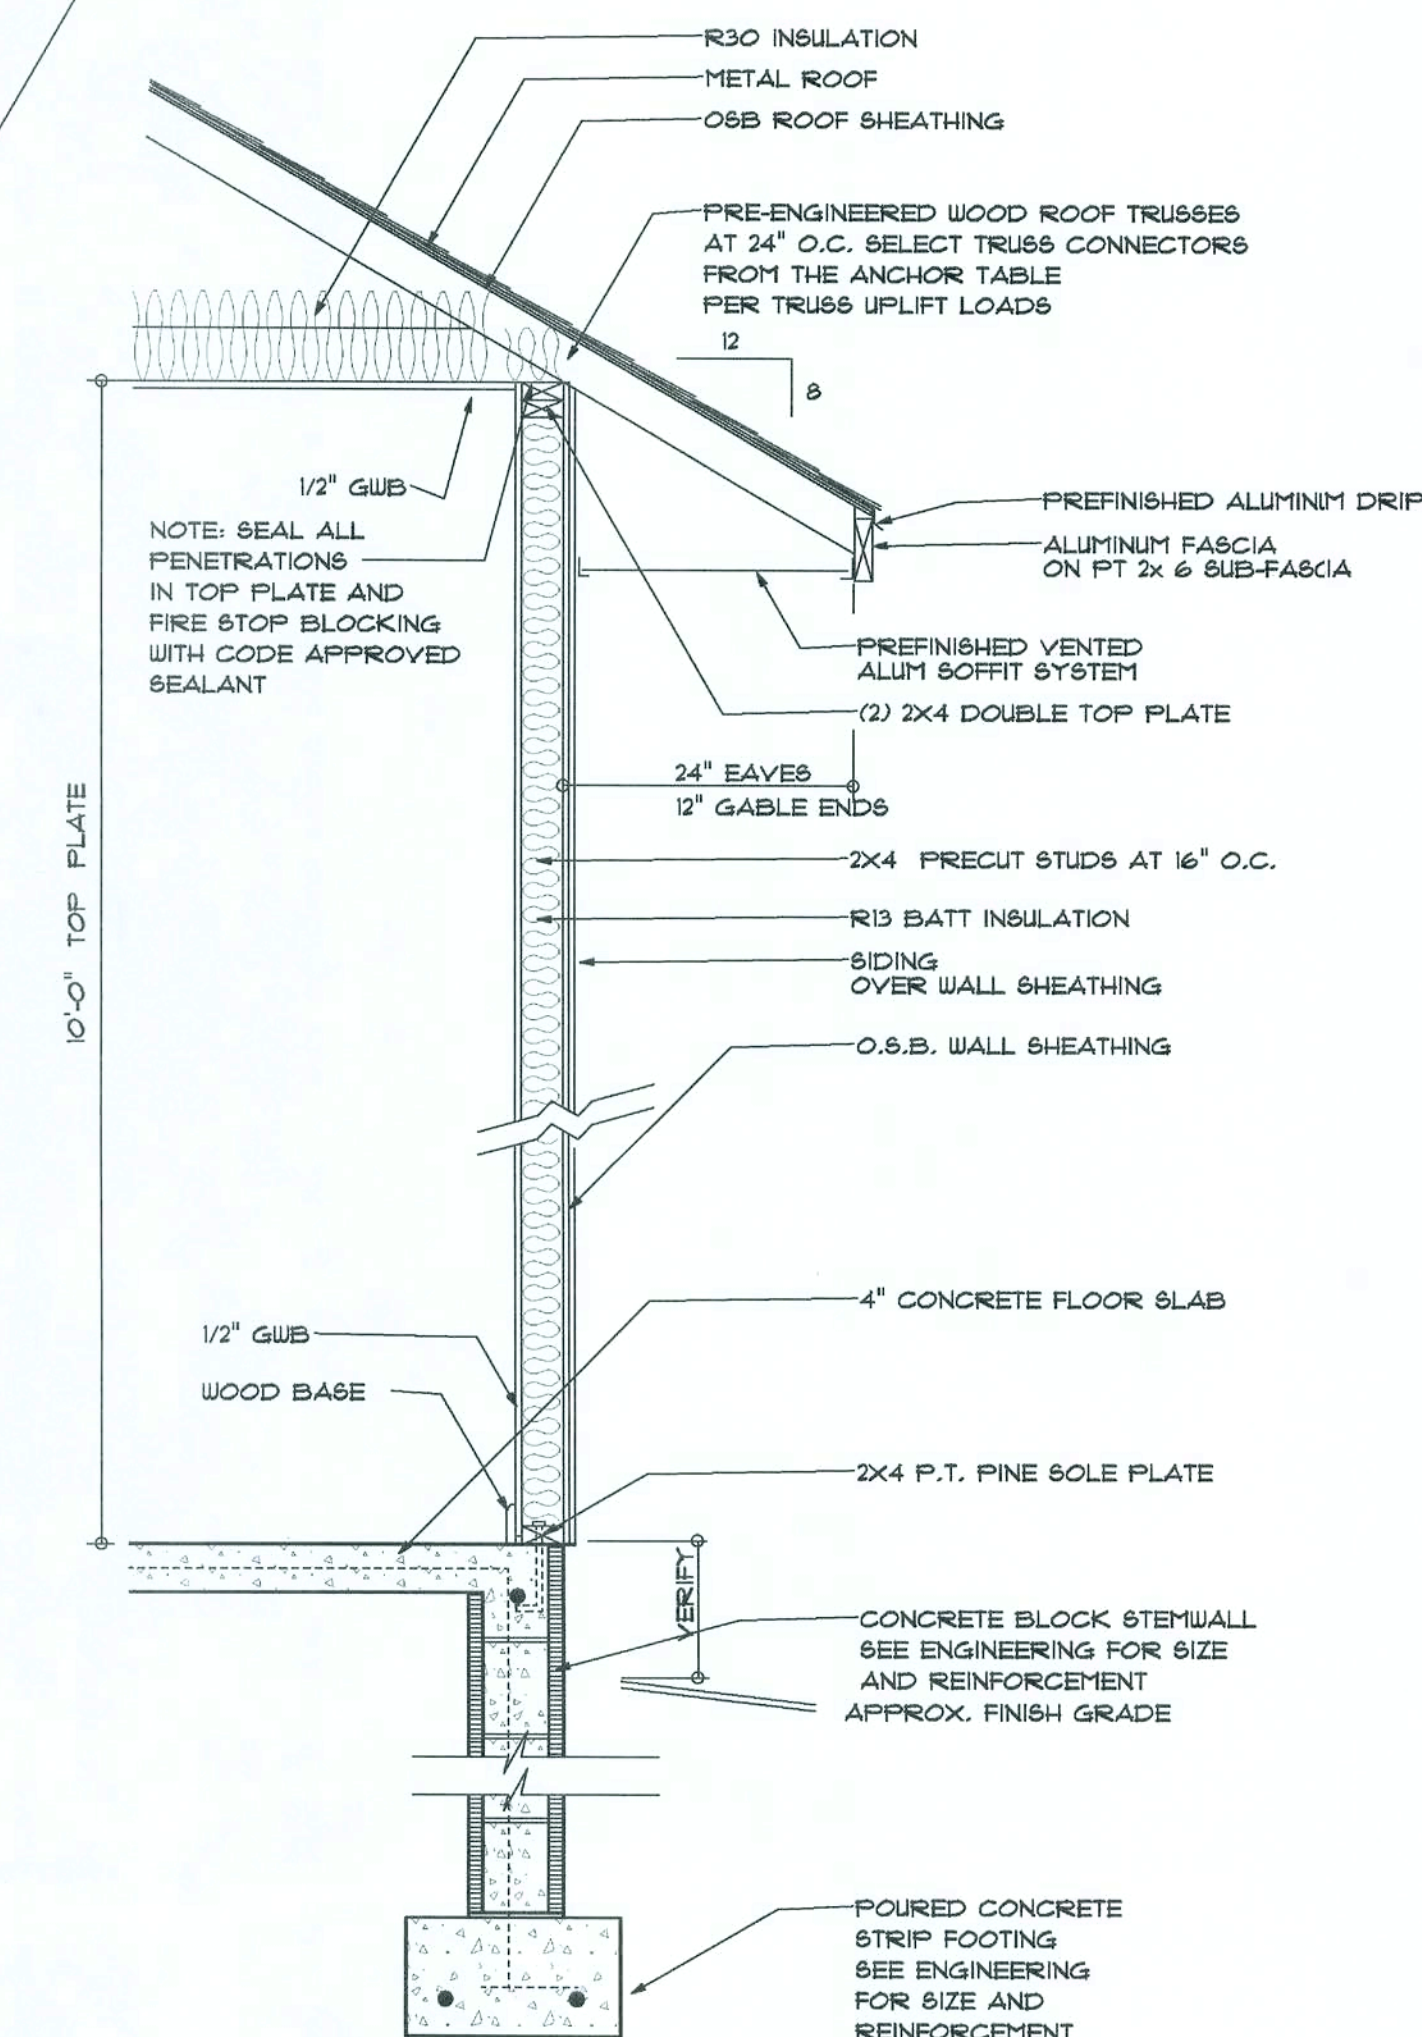 R30 INSULATION
METAL ROOF
OSB ROOF SHEATHING
PRE-ENGINEERED WOOD ROOF TRUSSES
AT 24" O.C. SELECT TRUSS CONNECTORS
FROM THE ANCHOR TABLE
PER TRUSS UPLIFT LOADS
12
8
1/2" GWB
NOTE: SEAL ALL
PENETRATIONS
IN TOP PLATE AND
FIRE STOP BLOCKING
WITH CODE APPROVED
SEALANT
PREFINISHED ALUMINIM DRIP
ALUMINUM FASCIA
ON PT 2x 6 SUB-FASCIA
PREFINISHED VENTED
ALUM SOFFIT SYSTEM
(2) 2X4 DOUBLE TOP PLATE
24" EAVES
12" GABLE ENDS
10'-0" TOP PLATE
2X4 PRECUT STUDS AT 16" O.C.
R13 BATT INSULATION
SIDING
OVER WALL SHEATHING
O.S.B. WALL SHEATHING
4" CONCRETE FLOOR SLAB
1/2" GWB
WOOD BASE
2X4 P.T. PINE SOLE PLATE
VERIFY
CONCRETE BLOCK STEMWALL
SEE ENGINEERING FOR SIZE
AND REINFORCEMENT
APPROX. FINISH GRADE
POURED CONCRETE
STRIP FOOTING
SEE ENGINEERING
FOR SIZE AND
REINFORCEMENT